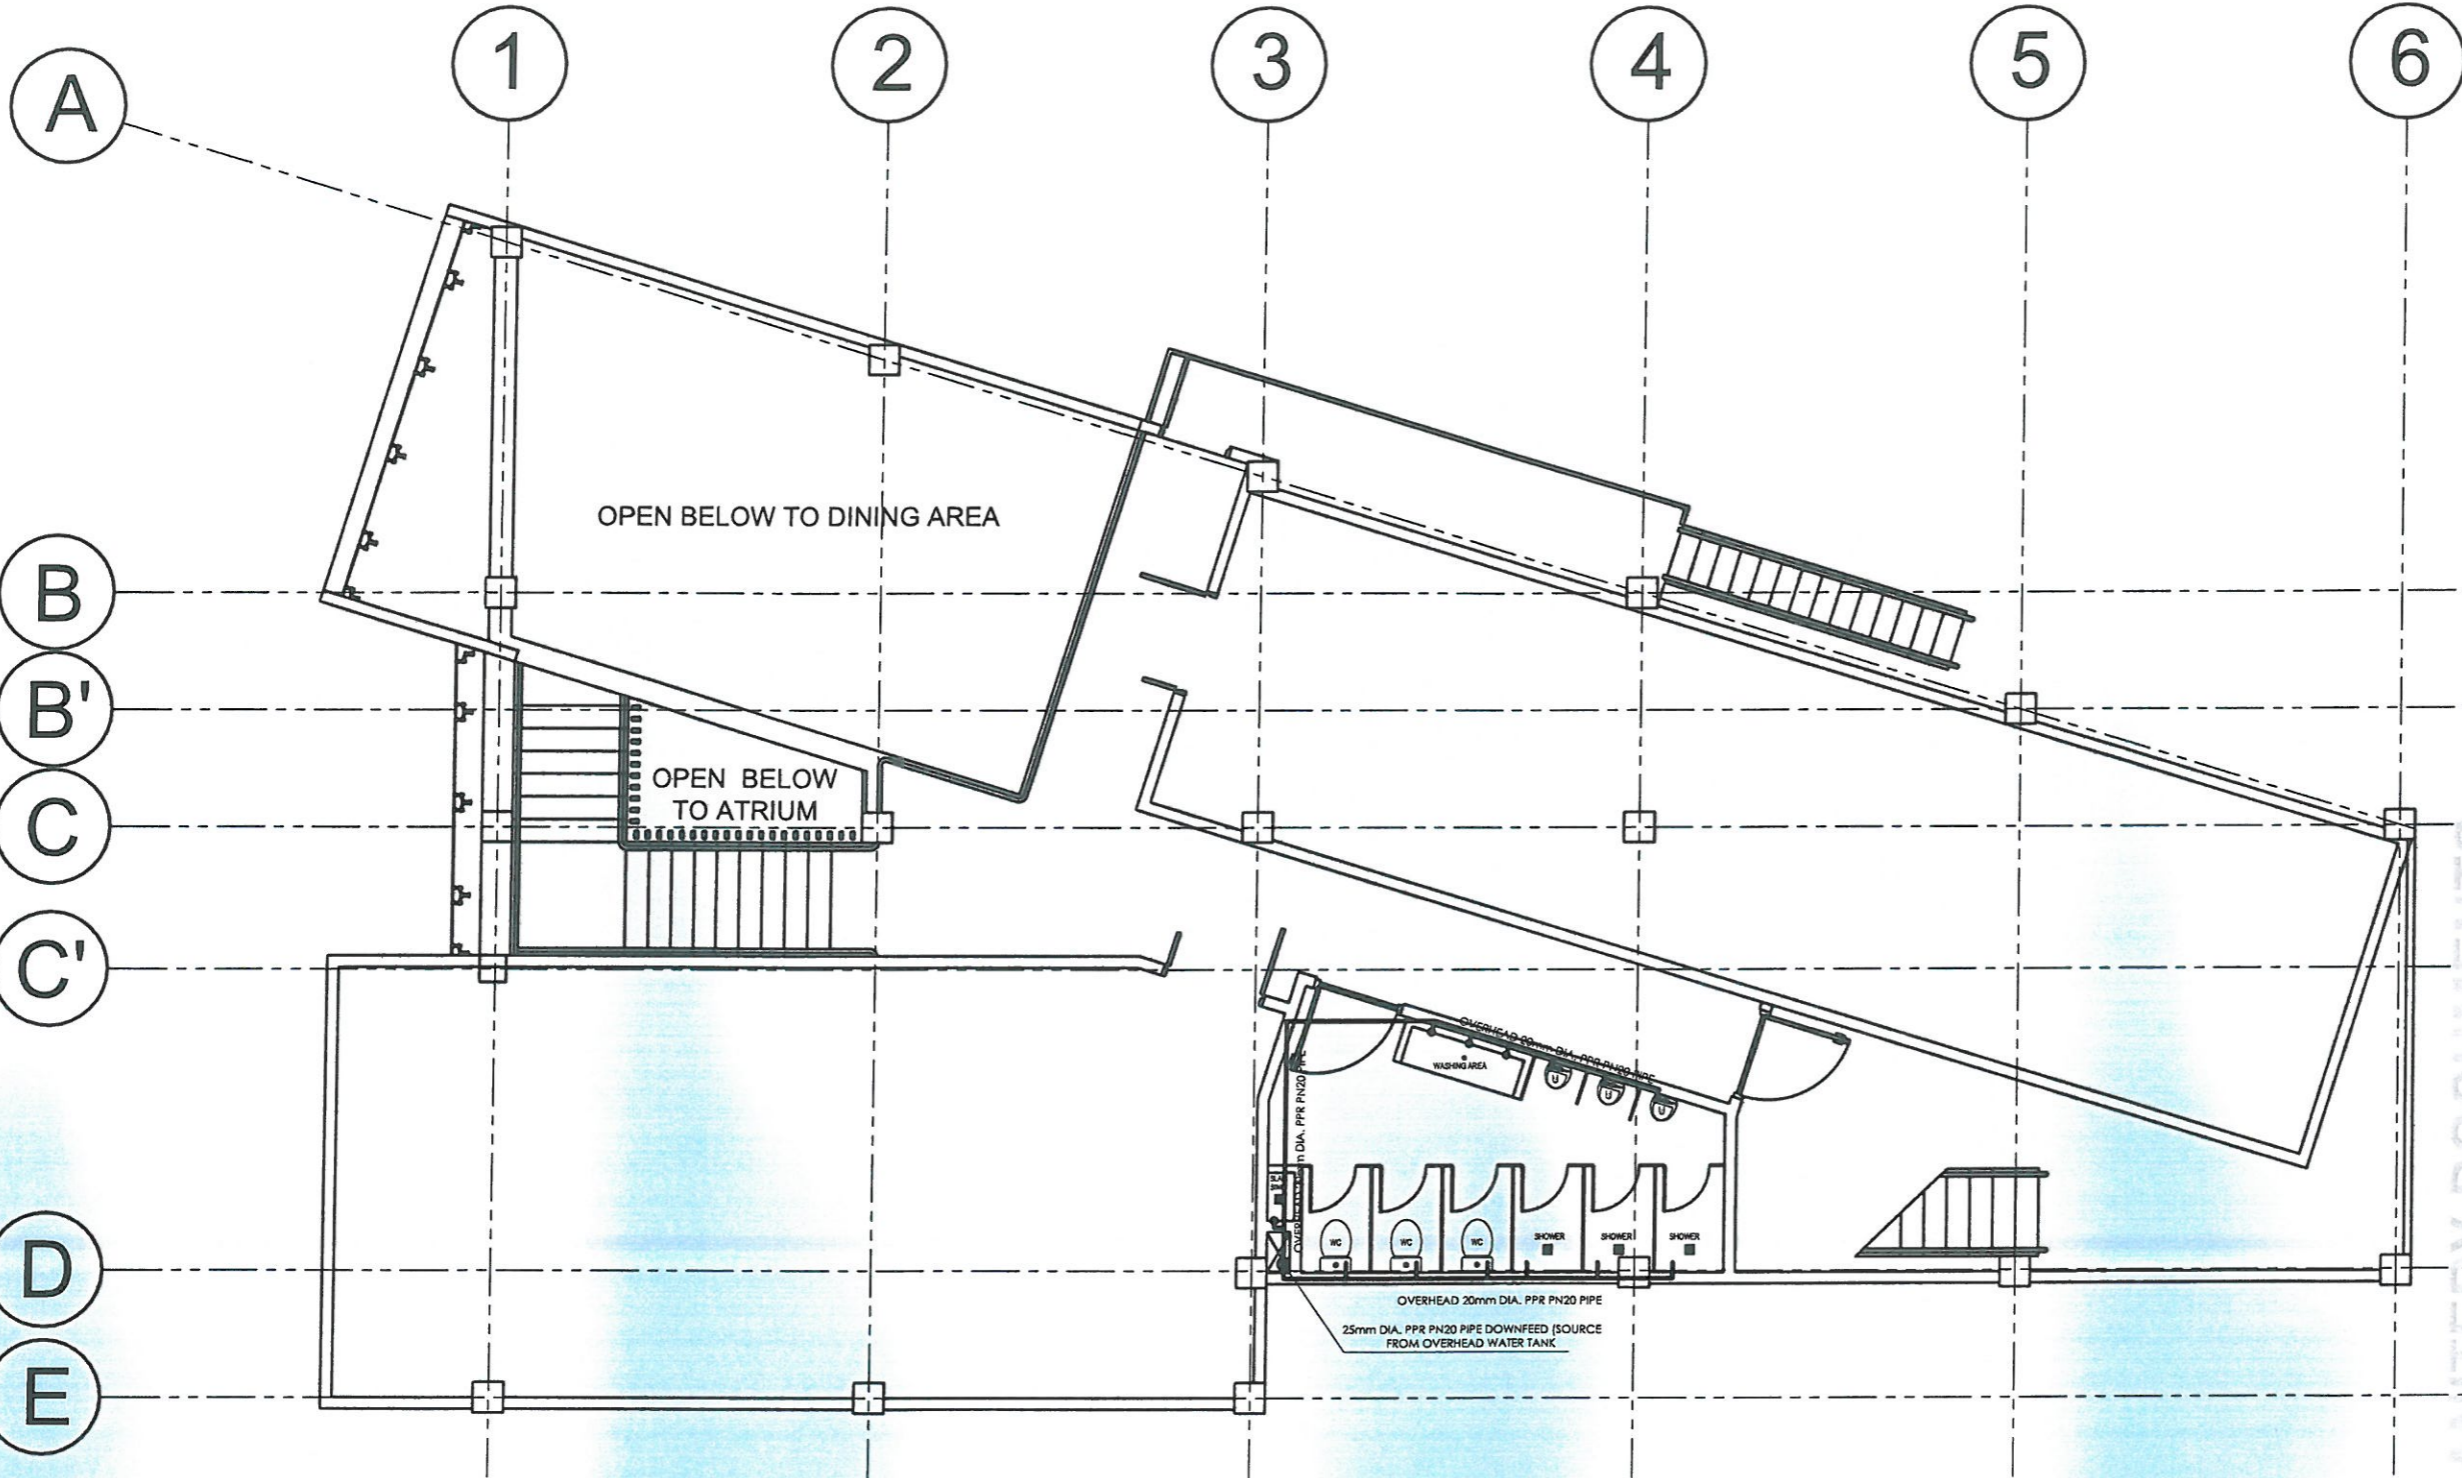 1
2
3
4
5
6
A
B
B'
C
C'
D
E
OPEN BELOW TO DINING AREA
OPEN BELOW
TO ATRIUM
OVERHEAD 20mm DIA. PPR PN20 PIPE
WASHING AREA
U
U
U
WC
WC
WC
SHOWER
SHOWER
SHOWER
OVERHEAD 20mm DIA. PPR PN20 PIPE
25mm DIA. PPR PN20 PIPE DOWNFEED (SOURCE
FROM OVERHEAD WATER TANK